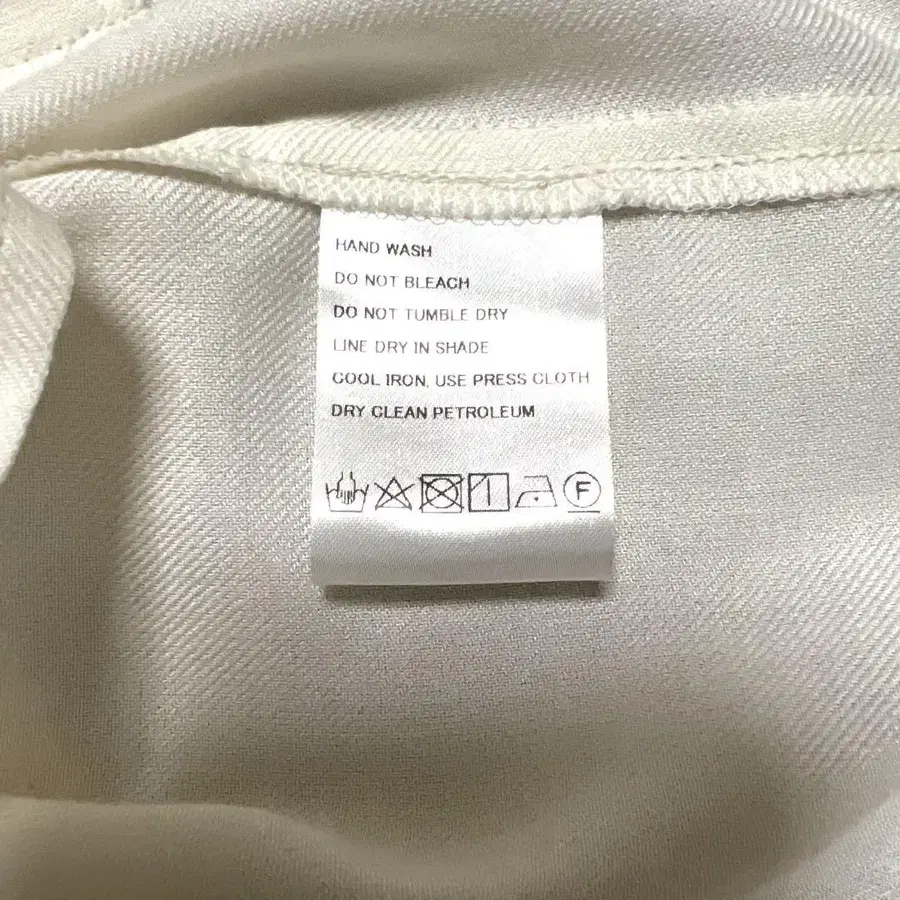 HAND WASH
DO NOT BLEACH
DO NOT TUMBLE DRY
LINE DRY IN SHADE
COOL IRON, USE PRESS CLOTH
DRY CLEAN PETROLEUM
F